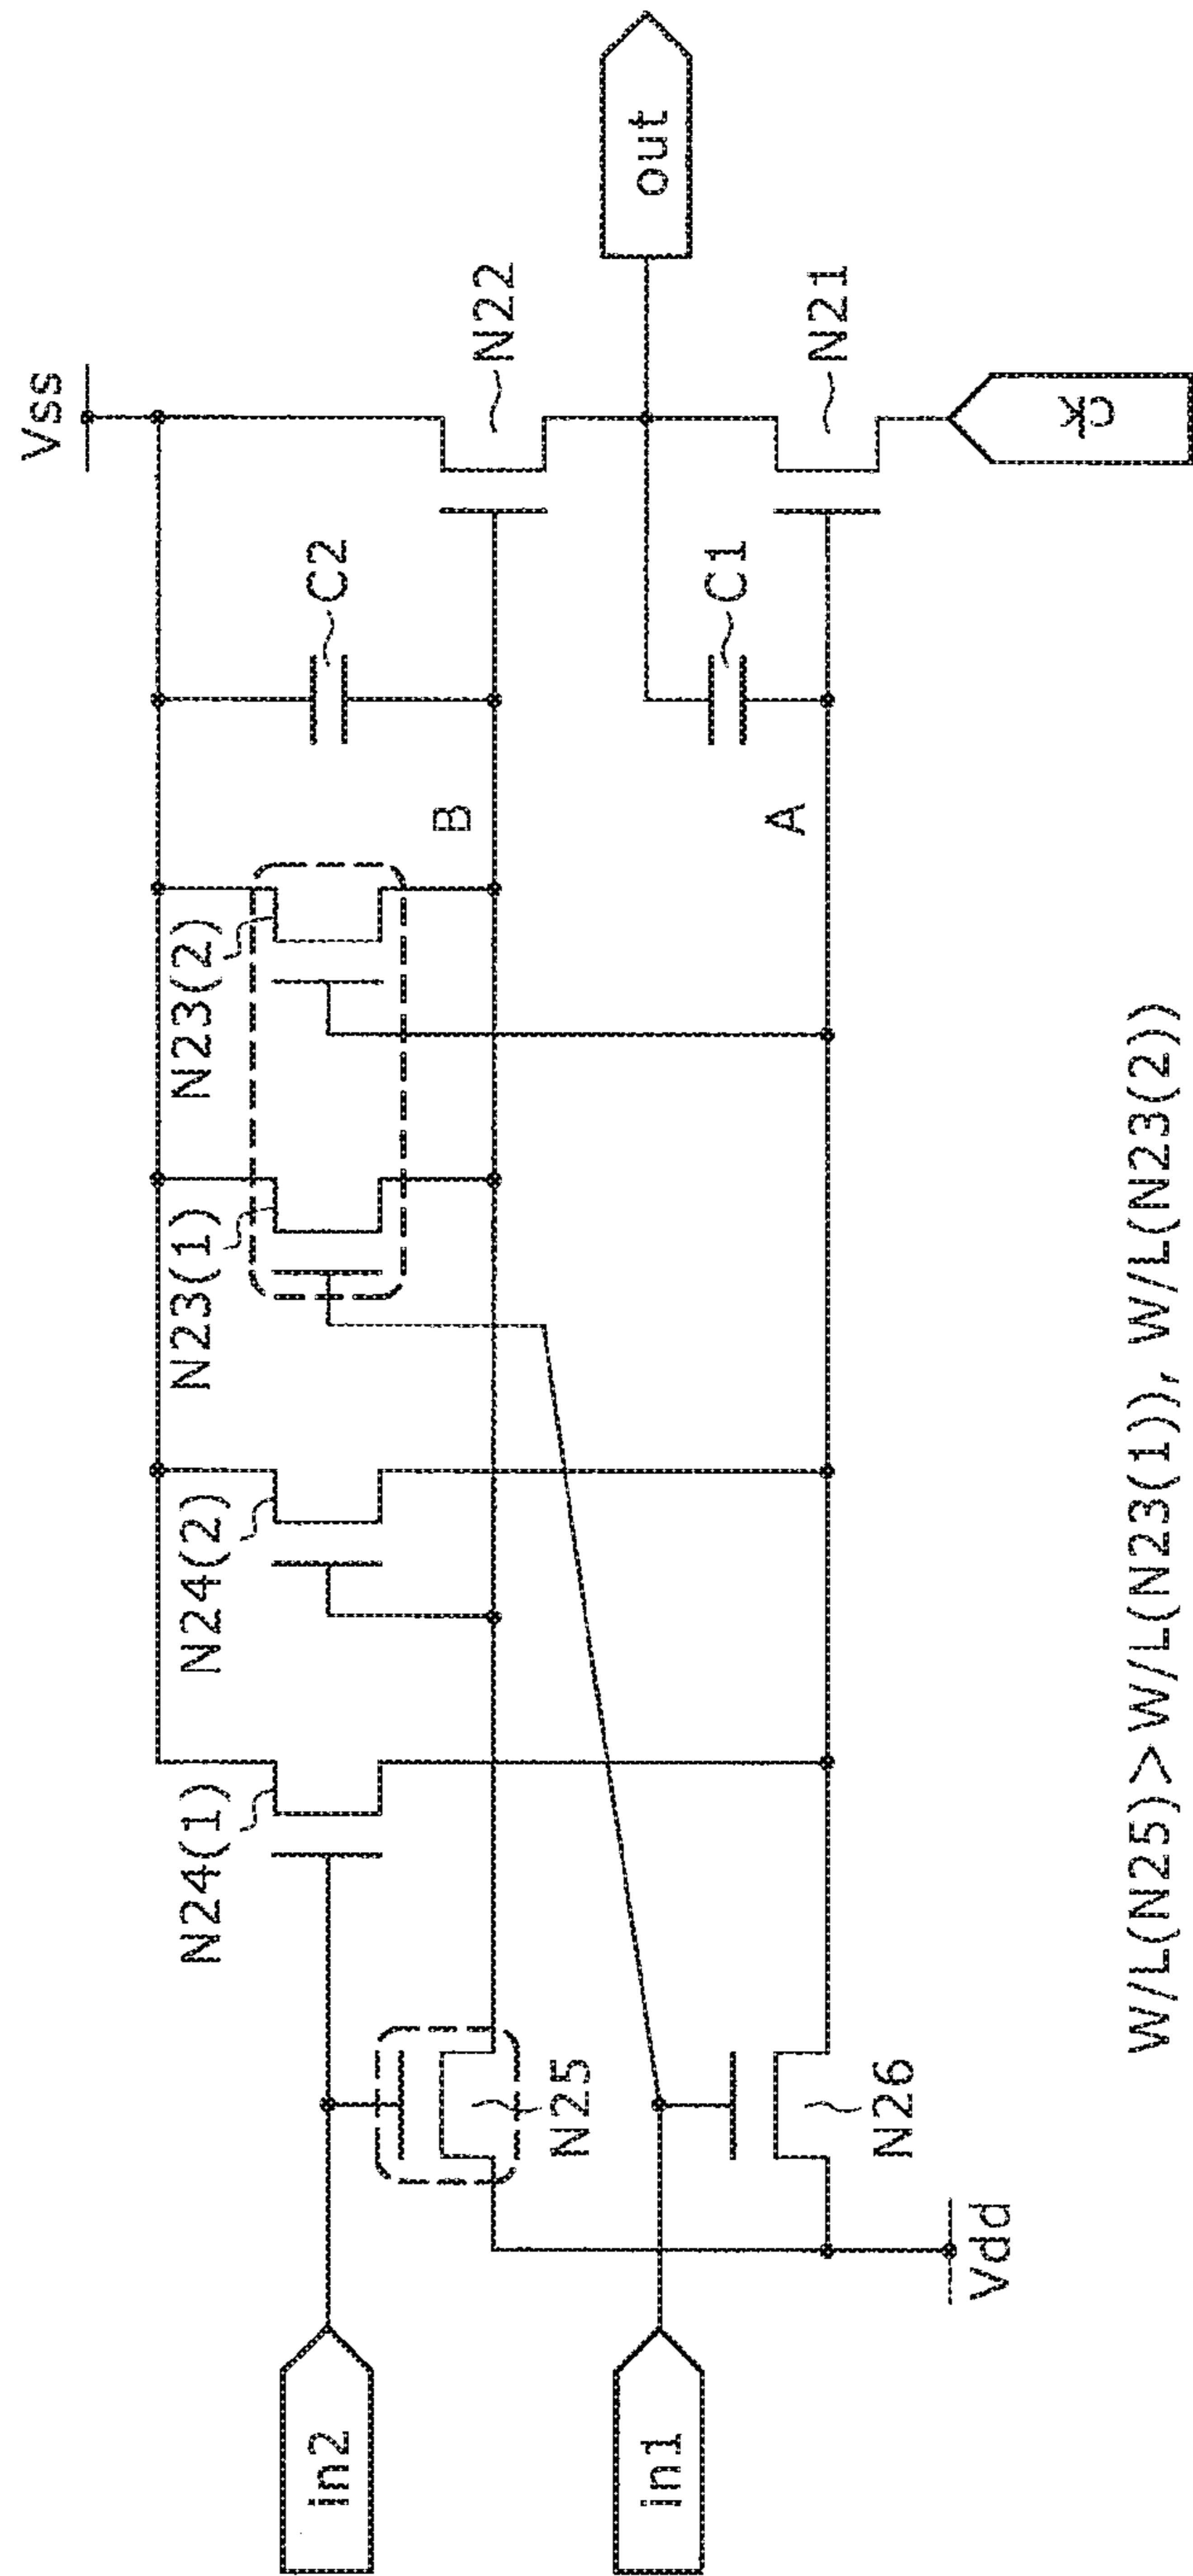 Vss
N24(1)
N24(2)
N23(1)
N23(2)
C2
N22
in2
N25
B
out
in1
N26
A
C1
N21
Vdd
ck
W/L(N25)>W/L(N23(1)), W/L(N23(2))